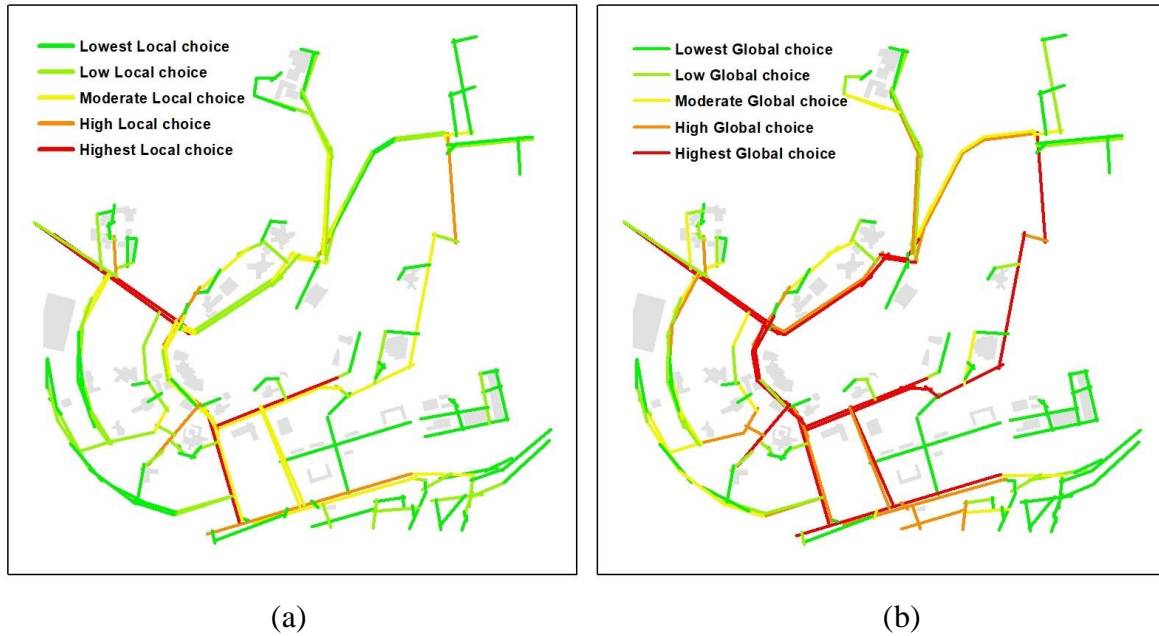 Lowest Local choice
Low Local choice
Moderate Local choice
High Local choice
Highest Local choice
Lowest Global choice
Low Global choice
Moderate Global choice
High Global choice
Highest Global choice
(a)
(b)